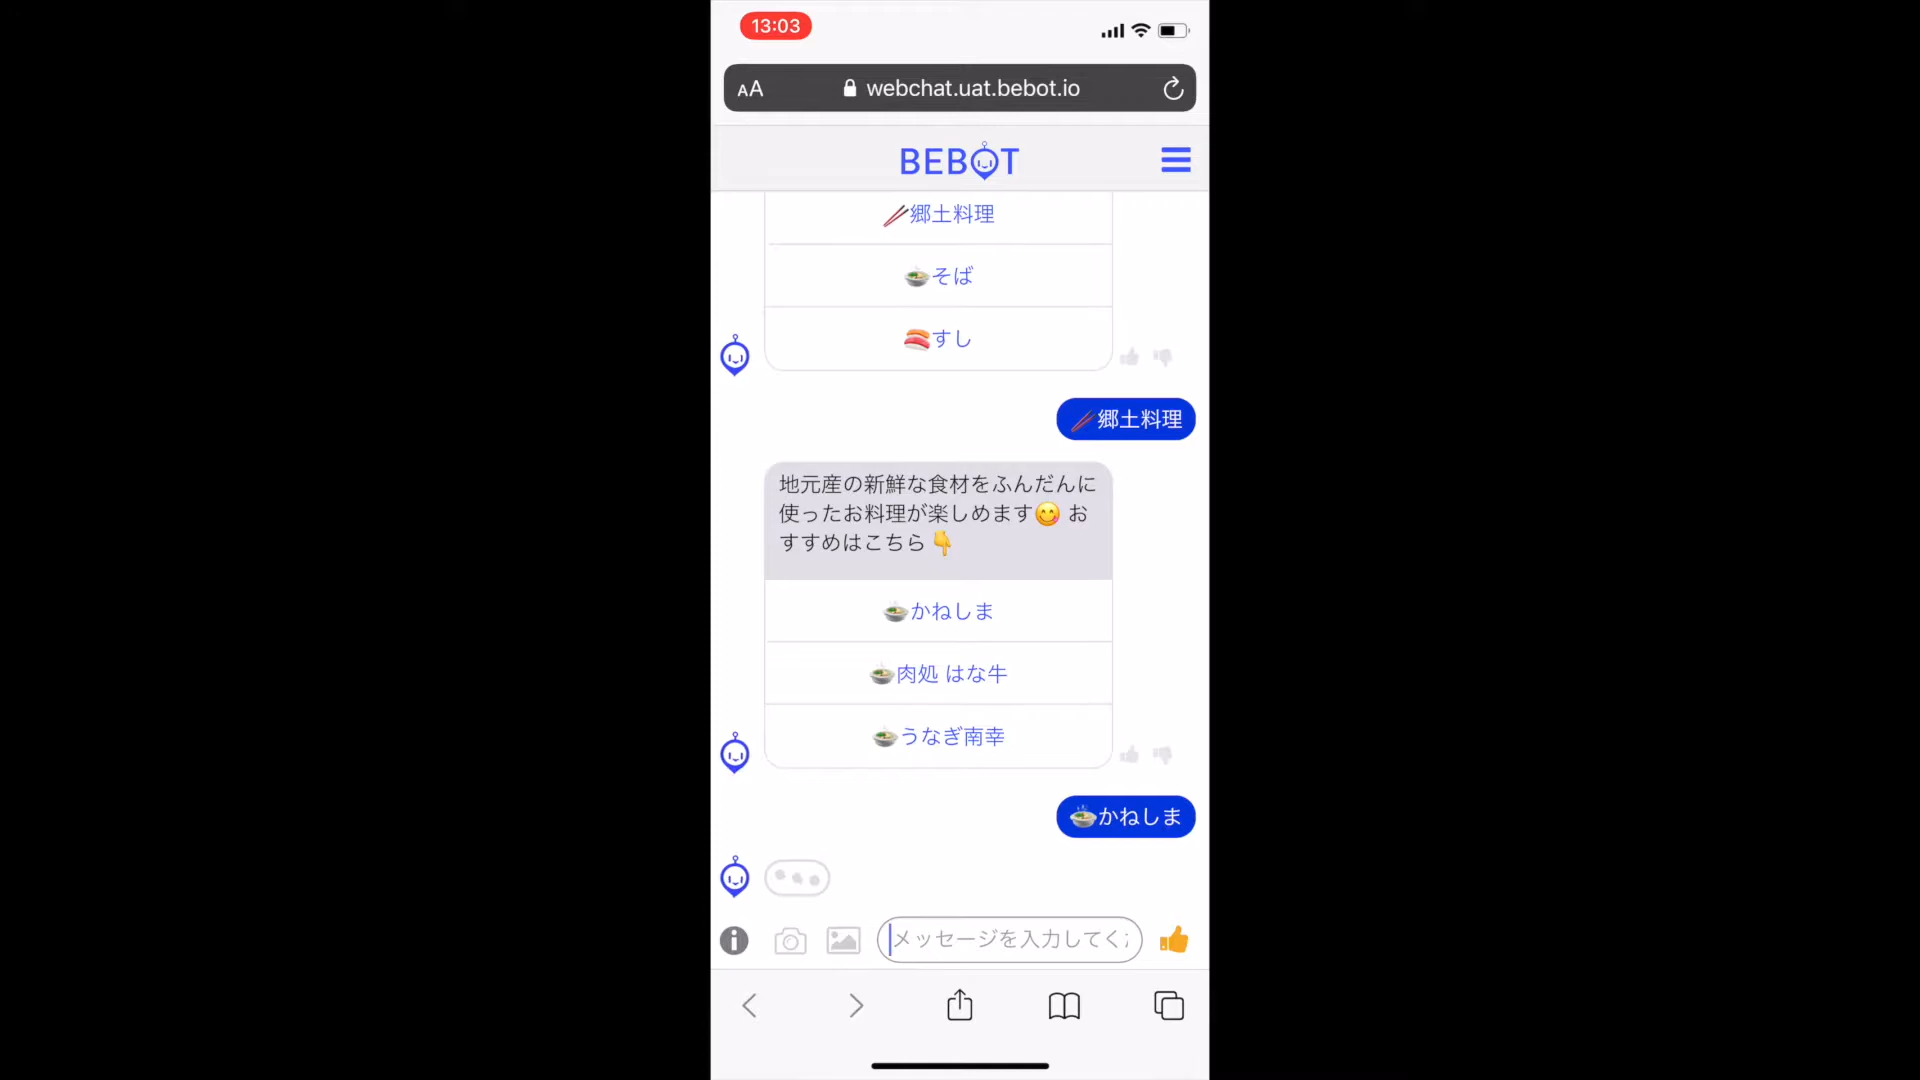 13:03
AA webchat.uat.bebot.io
BEBOT
🥢郷土料理
🍲そば
🍣すし
🥢郷土料理
地元産の新鮮な食材をふんだんに
使ったお料理が楽しめます😋 お
すすめはこちら👇
🍲かねしま
🍲肉処 はな牛
🍲うなぎ南幸
🍲かねしま
メッセージを入力してく